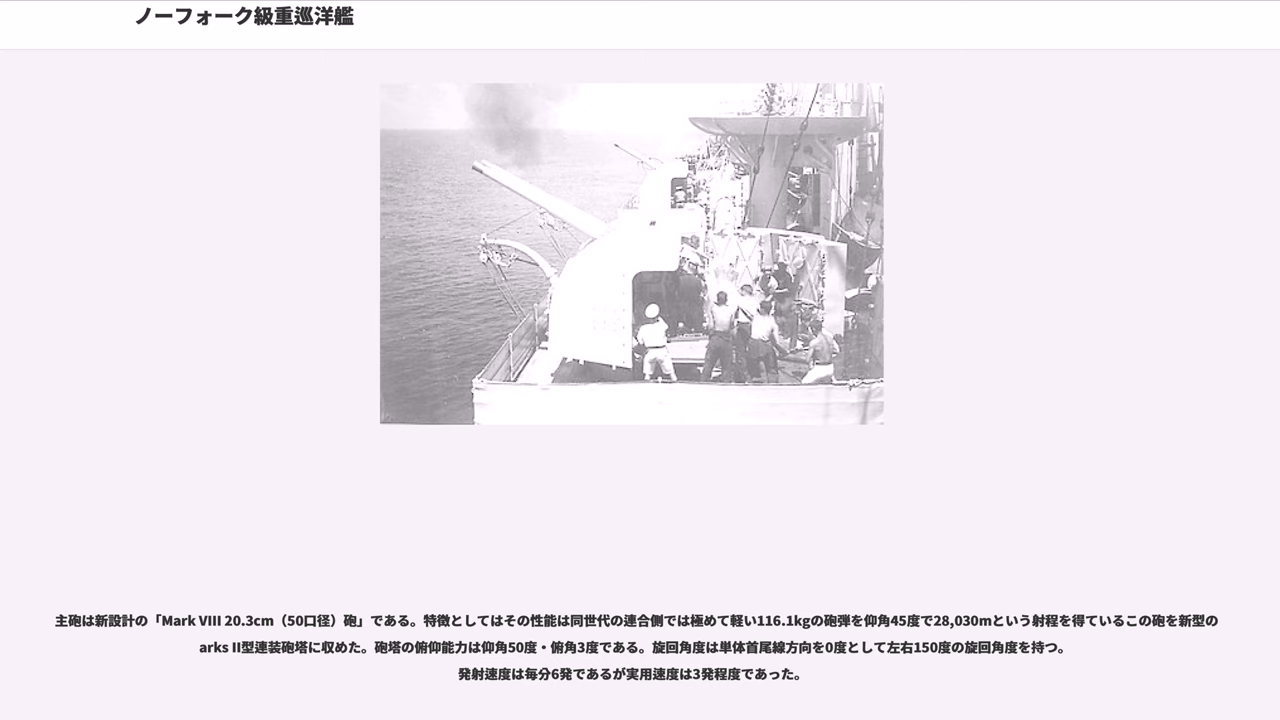 ノーフォーク級重巡洋艦
主砲は新設計の「Mark VIII 20.3cm（50口径）砲」である。特徴としてはその性能は同世代の連合側では極めて軽い116.1kgの砲弾を仰角45度で28,030mという射程を得ているこの砲を新型の
arks II型連装砲塔に収めた。砲塔の俯仰能力は仰角50度・俯角3度である。旋回角度は単体首尾線方向を0度として左右150度の旋回角度を持つ。
発射速度は毎分6発であるが実用速度は3発程度であった。